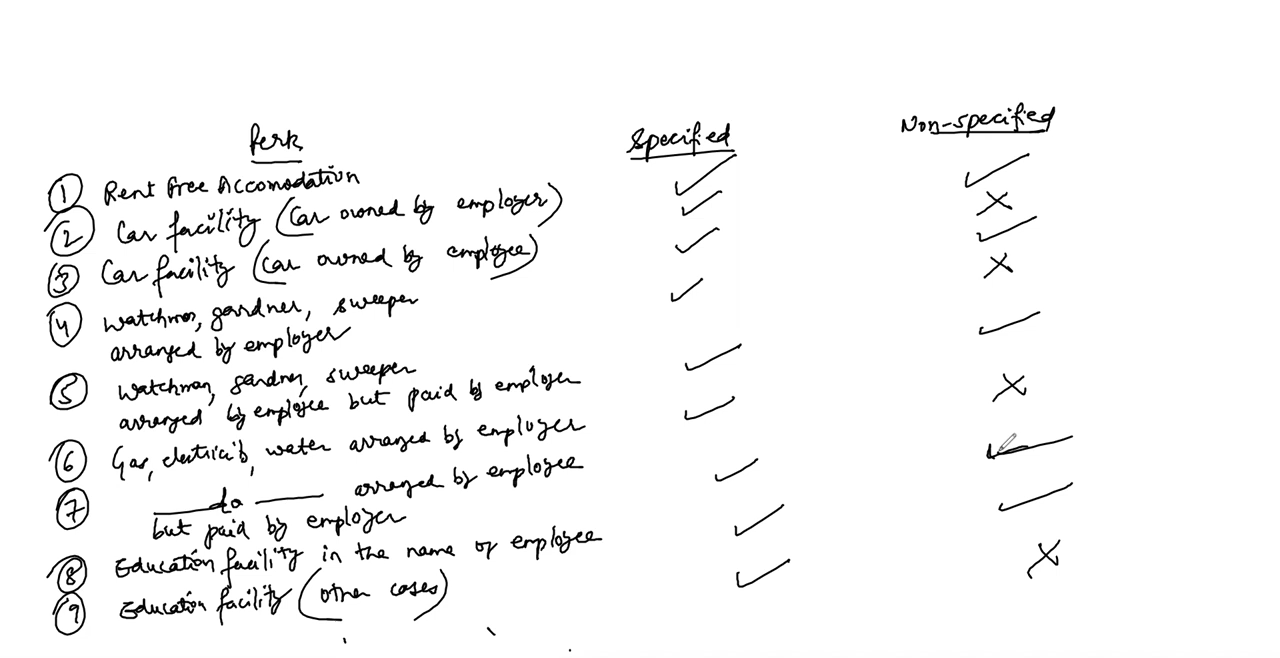 Perk Specified Non-specified
1 Rent Free Accomodation ✓ ✓
2 Car facility (Car owned by employer) ✓ ✗
3 Car facility (Car owned by employee) ✓ ✓
4 Watchman, gardner, sweeper ✓ ✗
arranged by employer
5 Watchman, gardner, sweeper ✓ ✓
arranged by employee but paid by employer
6 Gas, electricity, water arranged by employer ✓ ✗
7 do arranged by employee ✓ ✓
but paid by employer
8 Education facility in the name of employee ✓ ✓
9 Education facility (other cases) ✓ ✗